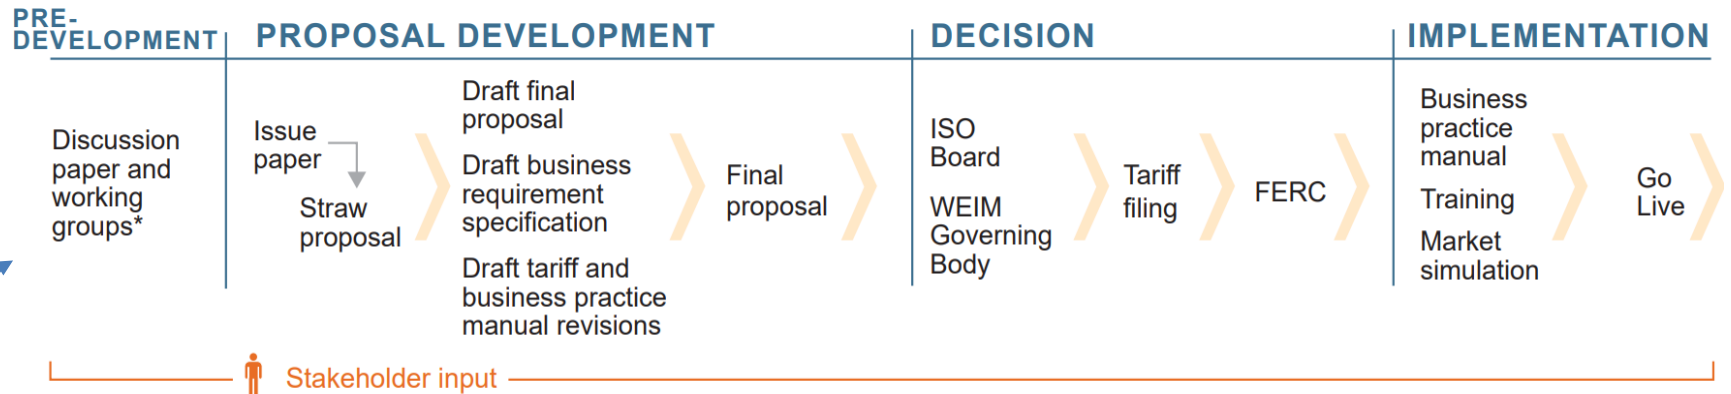 PRE-
DEVELOPMENT
PROPOSAL DEVELOPMENT
DECISION
IMPLEMENTATION
Discussion
paper and
working
groups*
Issue
paper
Straw
proposal
Draft final
proposal
Draft business
requirement
specification
Draft tariff and
business practice
manual revisions
Final
proposal
ISO
Board
WEIM
Governing
Body
Tariff
filing
FERC
Business
practice
manual
Training
Market
simulation
Go
Live
Stakeholder input